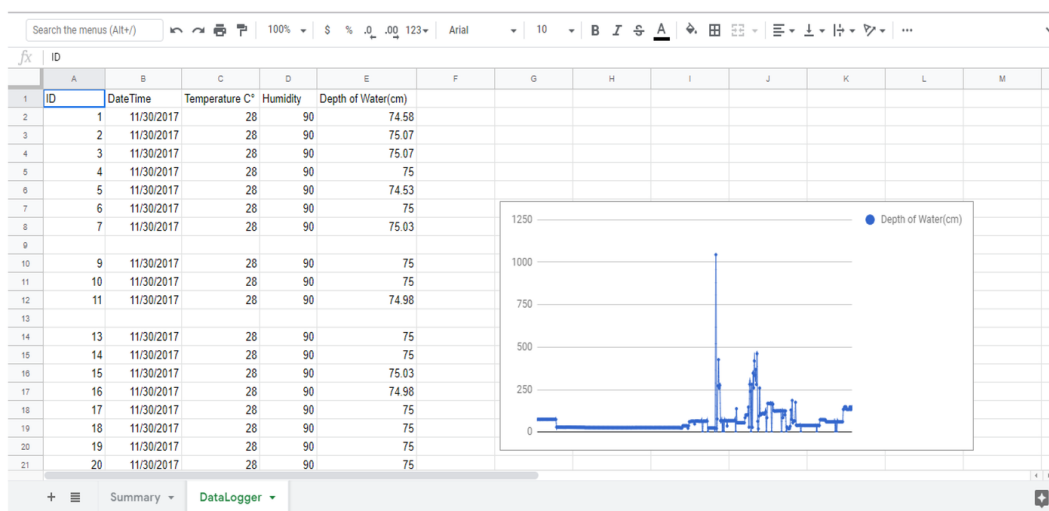 Search the menus (Alt+/) 100% $ % .0 .00 123 Arial 10 B I S A ...
fx ID
A B C D E F G H I J K L M
1 ID DateTime Temperature C° Humidity Depth of Water(cm)
2 1 11/30/2017 28 90 74.58
3 2 11/30/2017 28 90 75.07
4 3 11/30/2017 28 90 75.07
5 4 11/30/2017 28 90 75
6 5 11/30/2017 28 90 74.53
7 6 11/30/2017 28 90 75
8 7 11/30/2017 28 90 75.03
9
10 9 11/30/2017 28 90 75
11 10 11/30/2017 28 90 75
12 11 11/30/2017 28 90 74.98
13
14 13 11/30/2017 28 90 75
15 14 11/30/2017 28 90 75
16 15 11/30/2017 28 90 75.03
17 16 11/30/2017 28 90 74.98
18 17 11/30/2017 28 90 75
19 18 11/30/2017 28 90 75
20 19 11/30/2017 28 90 75
21 20 11/30/2017 28 90 75
1250
1000
750
500
250
0
Depth of Water(cm)
+ Summary DataLogger